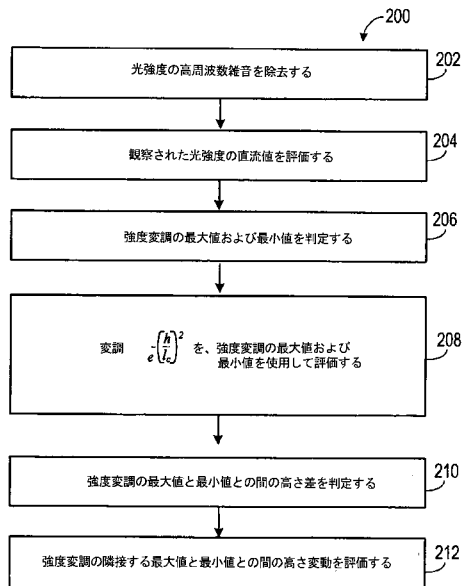 200
光強度の高周波数雑音を除去する
202
観察された光強度の直流値を評価する
204
強度変調の最大値および最小値を判定する
206
変調 e^{-(h/l_c)^2} を、強度変調の最大値および
最小値を使用して評価する
208
強度変調の最大値と最小値との間の高さ差を判定する
210
強度変調の隣接する最大値と最小値との間の高さ変動を評価する
212